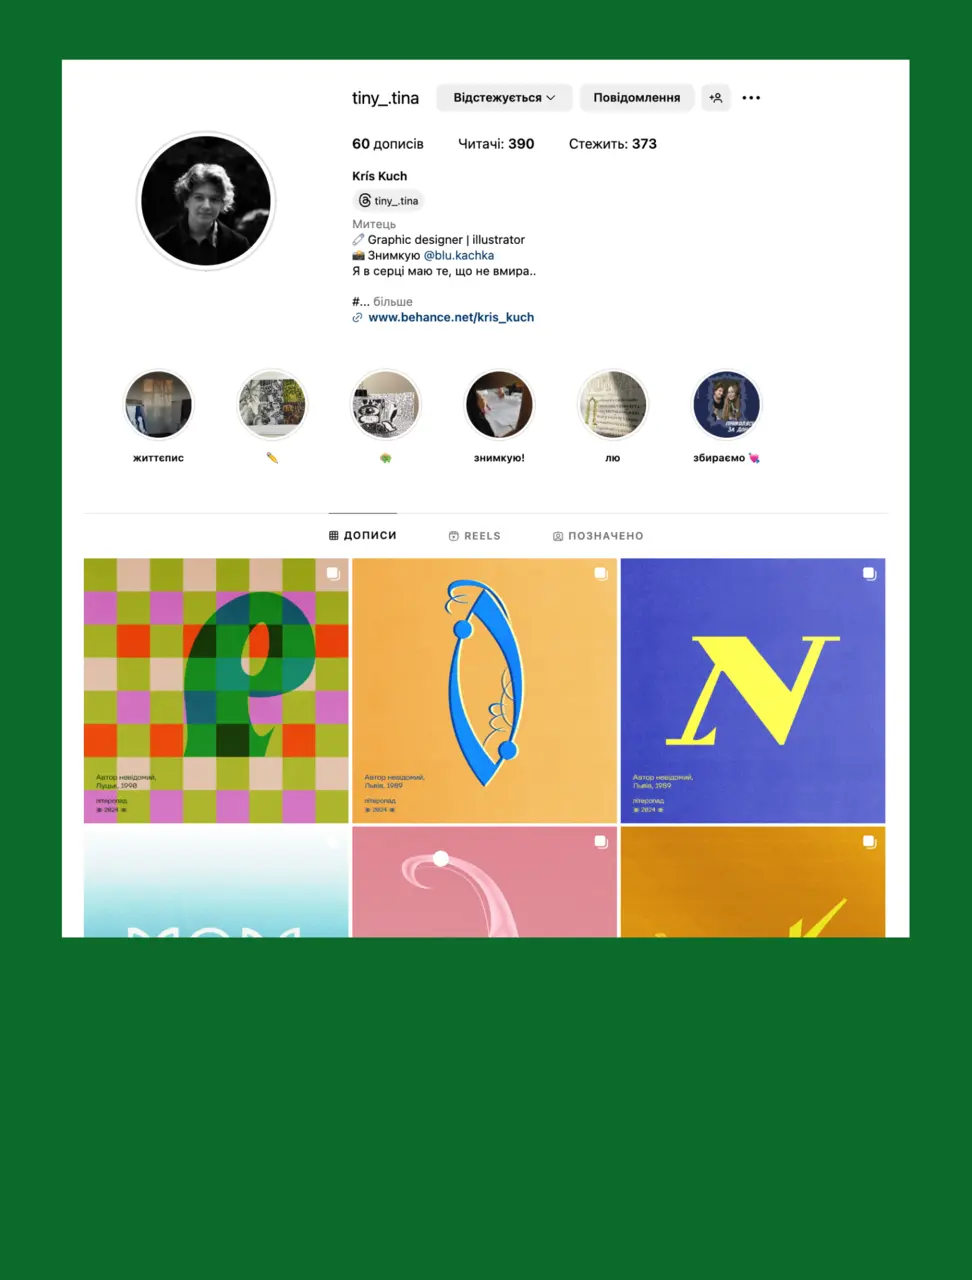 tiny_.tina Відстежується Повідомлення
60 дописів Читачі: 390 Стежить: 373
Krís Kuch
tiny_.tina
Митець
Graphic designer | illustrator
Знимкую @blu.kachka
Я в серці маю те, що не вмира..
#... більше
www.behance.net/kris_kuch
життєпис
знимкую!
лю
збираємо
ДОПИСИ REELS ПОЗНАЧЕНО
Автор невідомий,
Луцьк, 1990
літеропад
2024
Автор невідомий,
Львів, 1989
літеропад
2024
N
Автор невідомий,
Львів, 1989
літеропад
2024